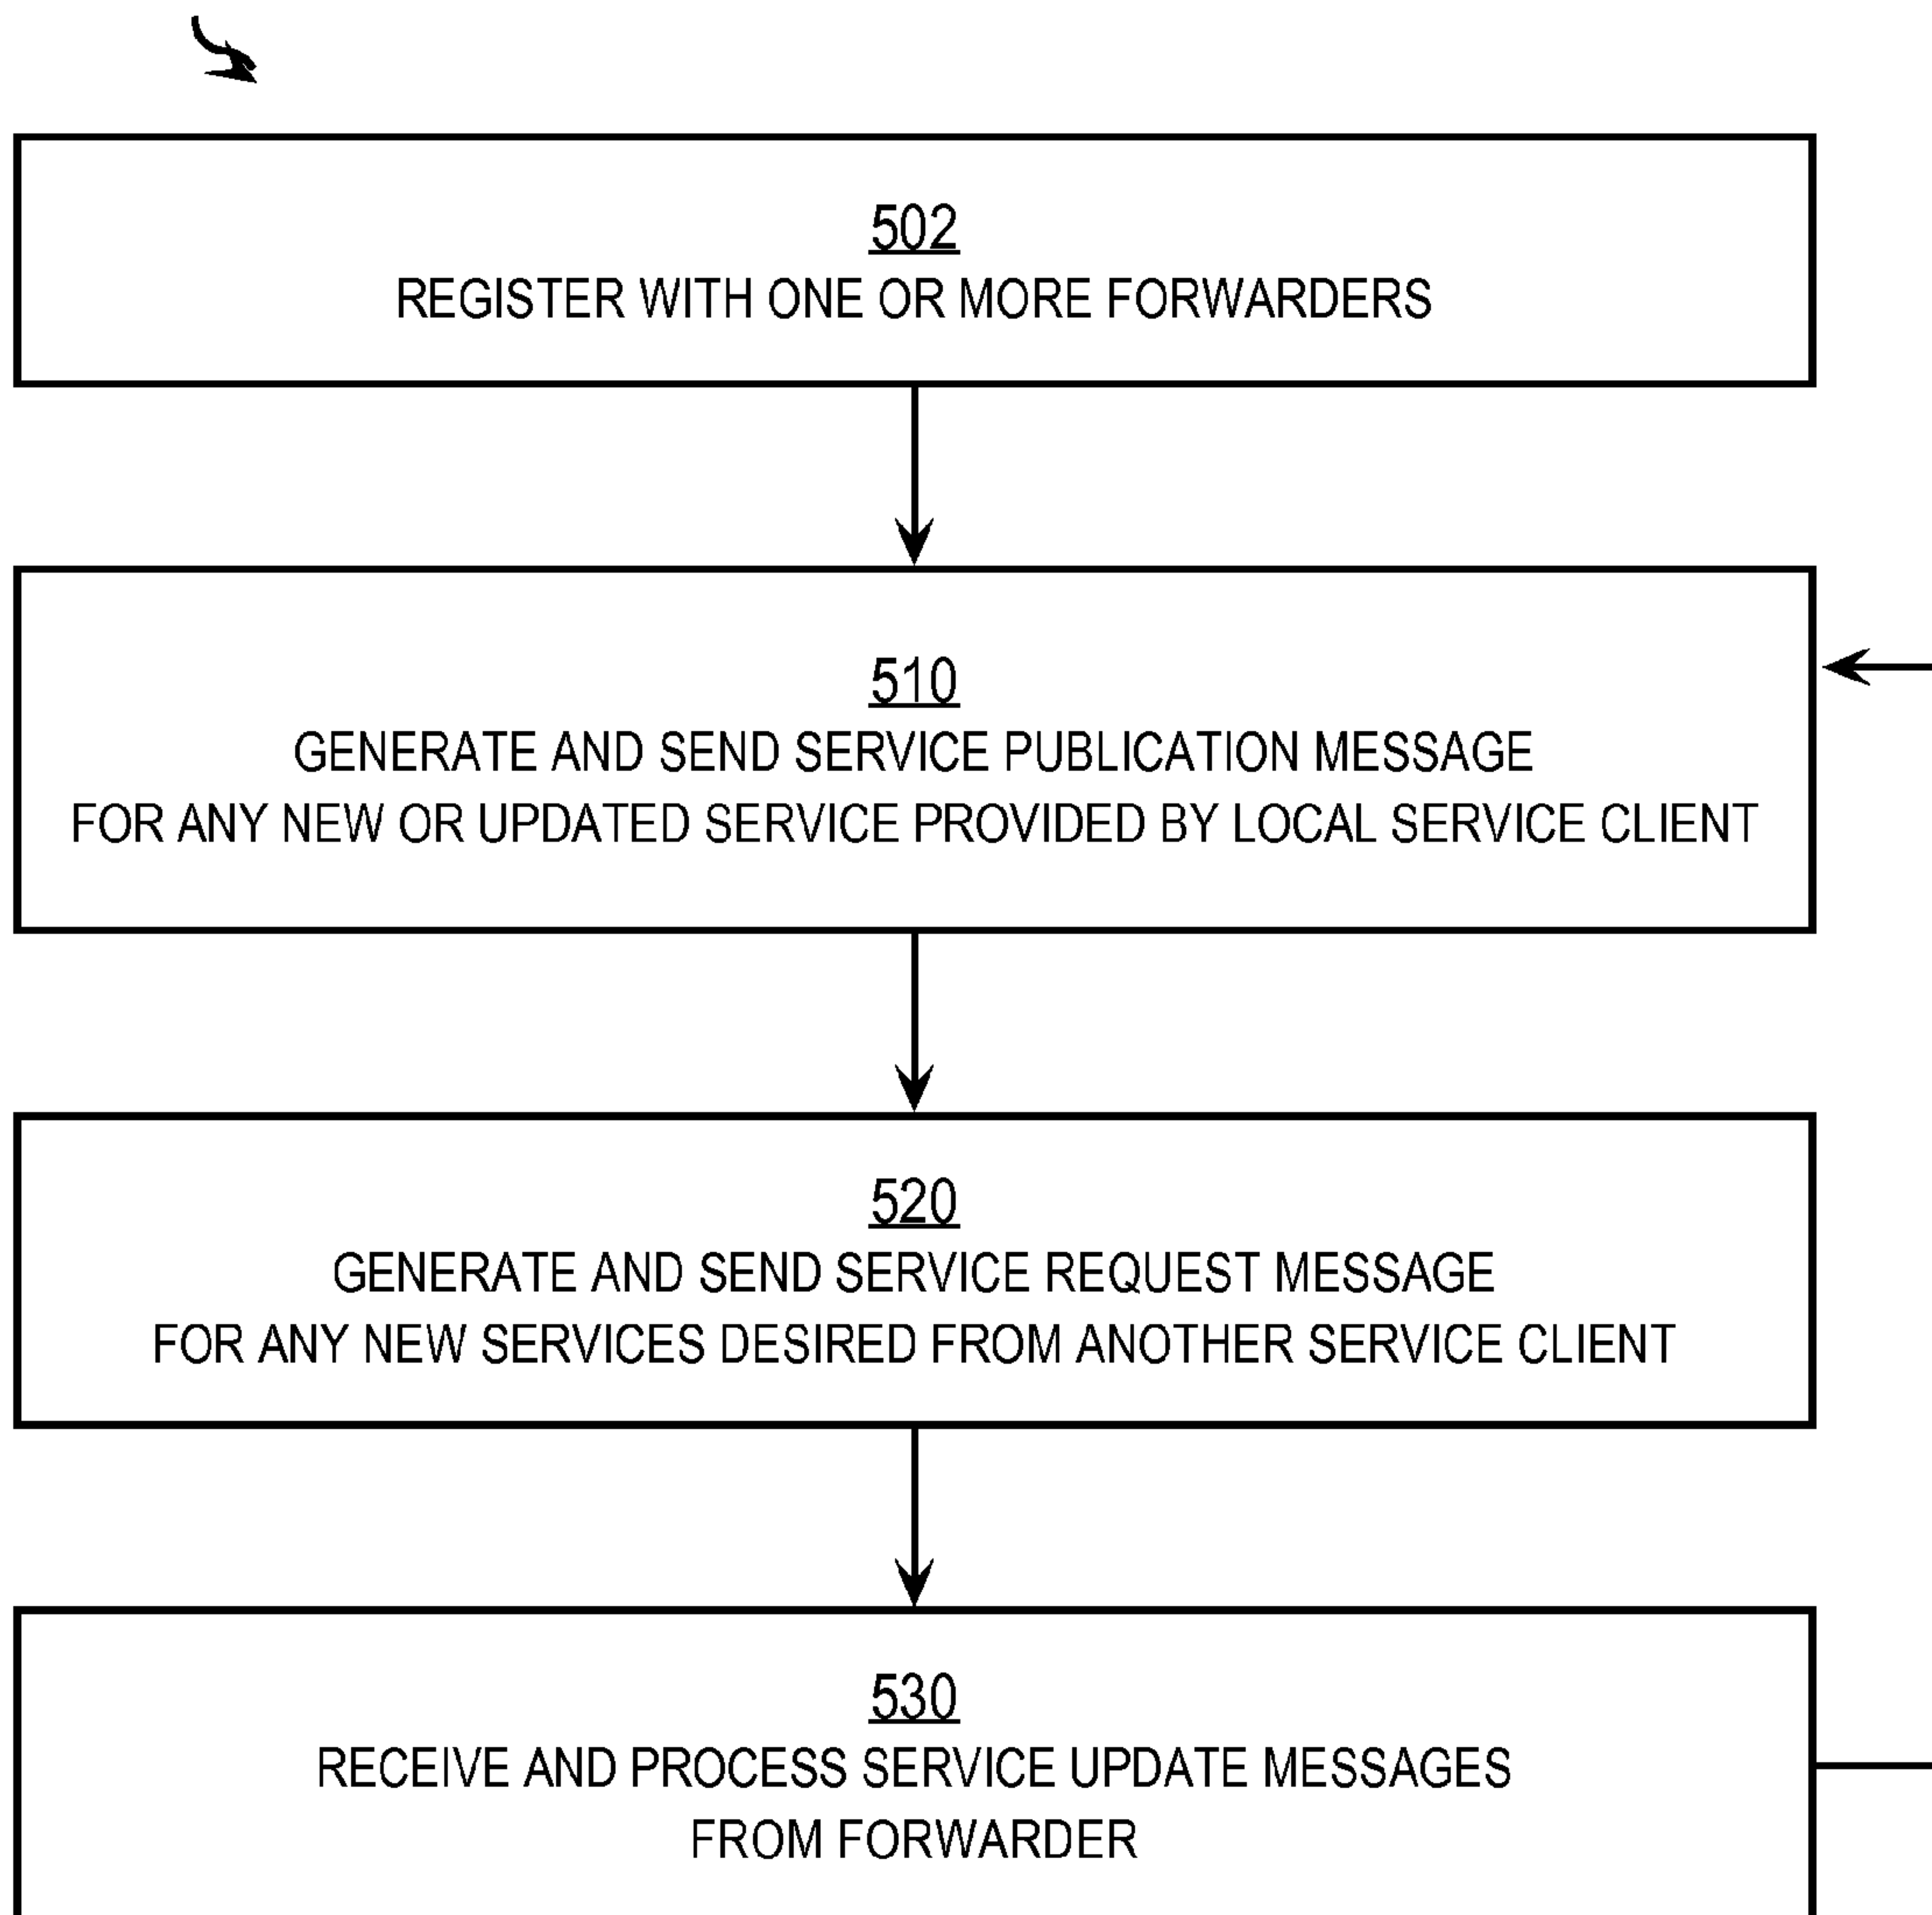 502
REGISTER WITH ONE OR MORE FORWARDERS
510
GENERATE AND SEND SERVICE PUBLICATION MESSAGE
FOR ANY NEW OR UPDATED SERVICE PROVIDED BY LOCAL SERVICE CLIENT
520
GENERATE AND SEND SERVICE REQUEST MESSAGE
FOR ANY NEW SERVICES DESIRED FROM ANOTHER SERVICE CLIENT
530
RECEIVE AND PROCESS SERVICE UPDATE MESSAGES
FROM FORWARDER